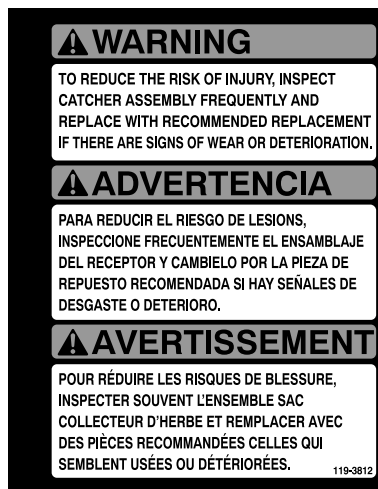 WARNING
TO REDUCE THE RISK OF INJURY, INSPECT
CATCHER ASSEMBLY FREQUENTLY AND
REPLACE WITH RECOMMENDED REPLACEMENT
IF THERE ARE SIGNS OF WEAR OR DETERIORATION.
ADVERTENCIA
PARA REDUCIR EL RIESGO DE LESIONS,
INSPECCIONE FRECUENTEMENTE EL ENSAMBLAJE
DEL RECEPTOR Y CAMBIELO POR LA PIEZA DE
REPUESTO RECOMENDADA SI HAY SEÑALES DE
DESGASTE O DETERIORO.
AVERTISSEMENT
POUR RÉDUIRE LES RISQUES DE BLESSURE,
INSPECTER SOUVENT L'ENSEMBLE SAC
COLLECTEUR D'HERBE ET REMPLACER AVEC
DES PIÈCES RECOMMANDÉES CELLES QUI
SEMBLENT USÉES OU DÉTÉRIORÉES.
119-3812